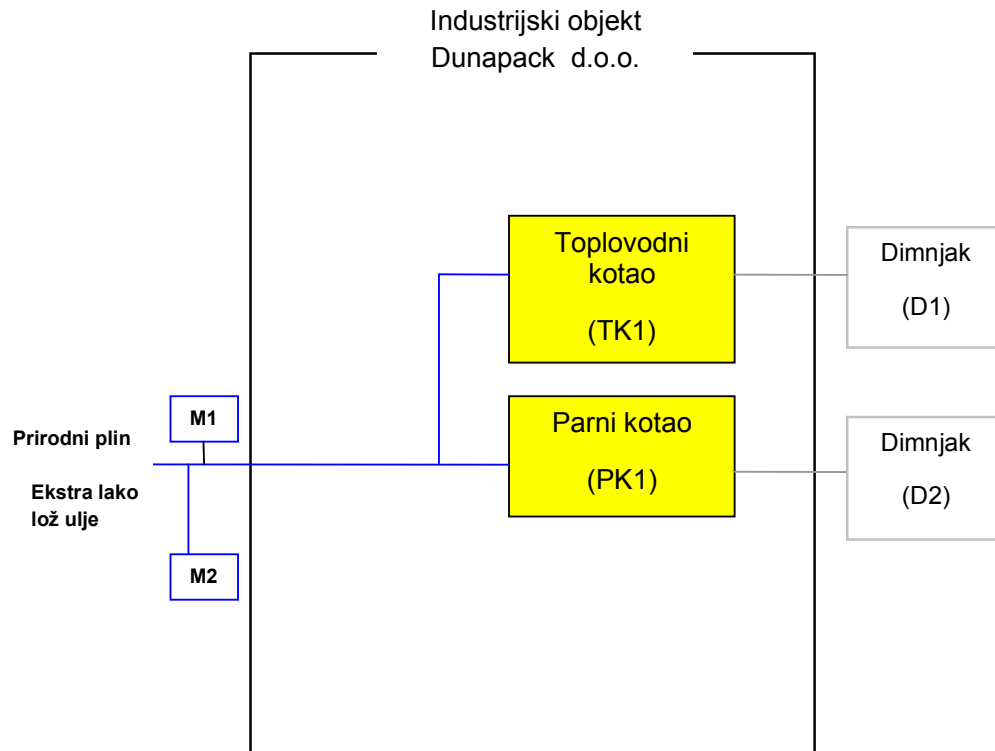 Industrijski objekt
Dunapack d.o.o.
Toplovodni
kotao
(TK1)
Dimnjak
(D1)
M1
Prirodni plin
Parni kotao
(PK1)
Dimnjak
(D2)
Ekstra lako
lož ulje
M2